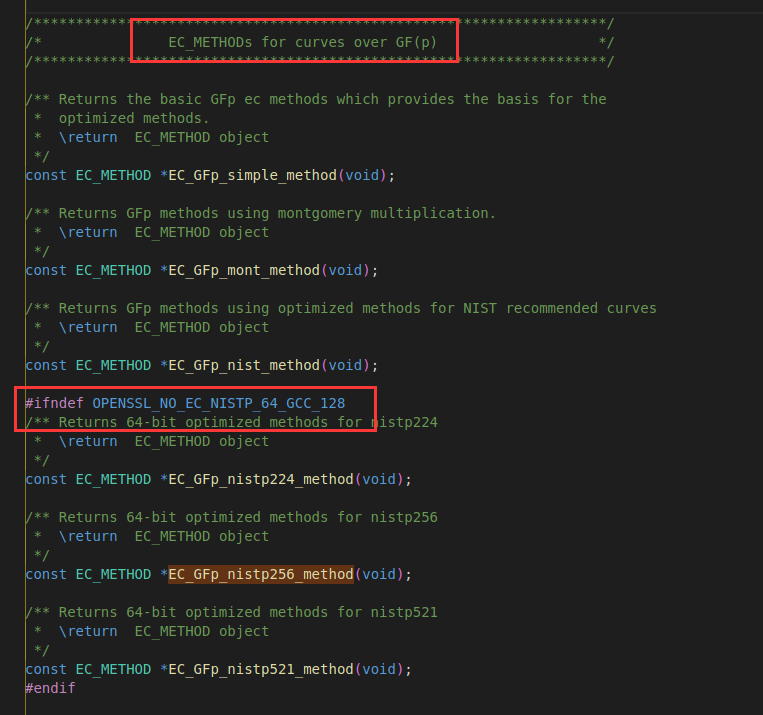 /********************************************************************/
/*               EC_METHODs for curves over GF(p)                   */
/********************************************************************/
/** Returns the basic GFp ec methods which provides the basis for the
 *  optimized methods.
 *  \return  EC_METHOD object
 */
const EC_METHOD *EC_GFp_simple_method(void);
/** Returns GFp methods using montgomery multiplication.
 *  \return  EC_METHOD object
 */
const EC_METHOD *EC_GFp_mont_method(void);
/** Returns GFp methods using optimized methods for NIST recommended curves
 *  \return  EC_METHOD object
 */
const EC_METHOD *EC_GFp_nist_method(void);
#ifndef OPENSSL_NO_EC_NISTP_64_GCC_128
/** Returns 64-bit optimized methods for nistp224
 *  \return  EC_METHOD object
 */
const EC_METHOD *EC_GFp_nistp224_method(void);
/** Returns 64-bit optimized methods for nistp256
 *  \return  EC_METHOD object
 */
const EC_METHOD *EC_GFp_nistp256_method(void);
/** Returns 64-bit optimized methods for nistp521
 *  \return  EC_METHOD object
 */
const EC_METHOD *EC_GFp_nistp521_method(void);
#endif